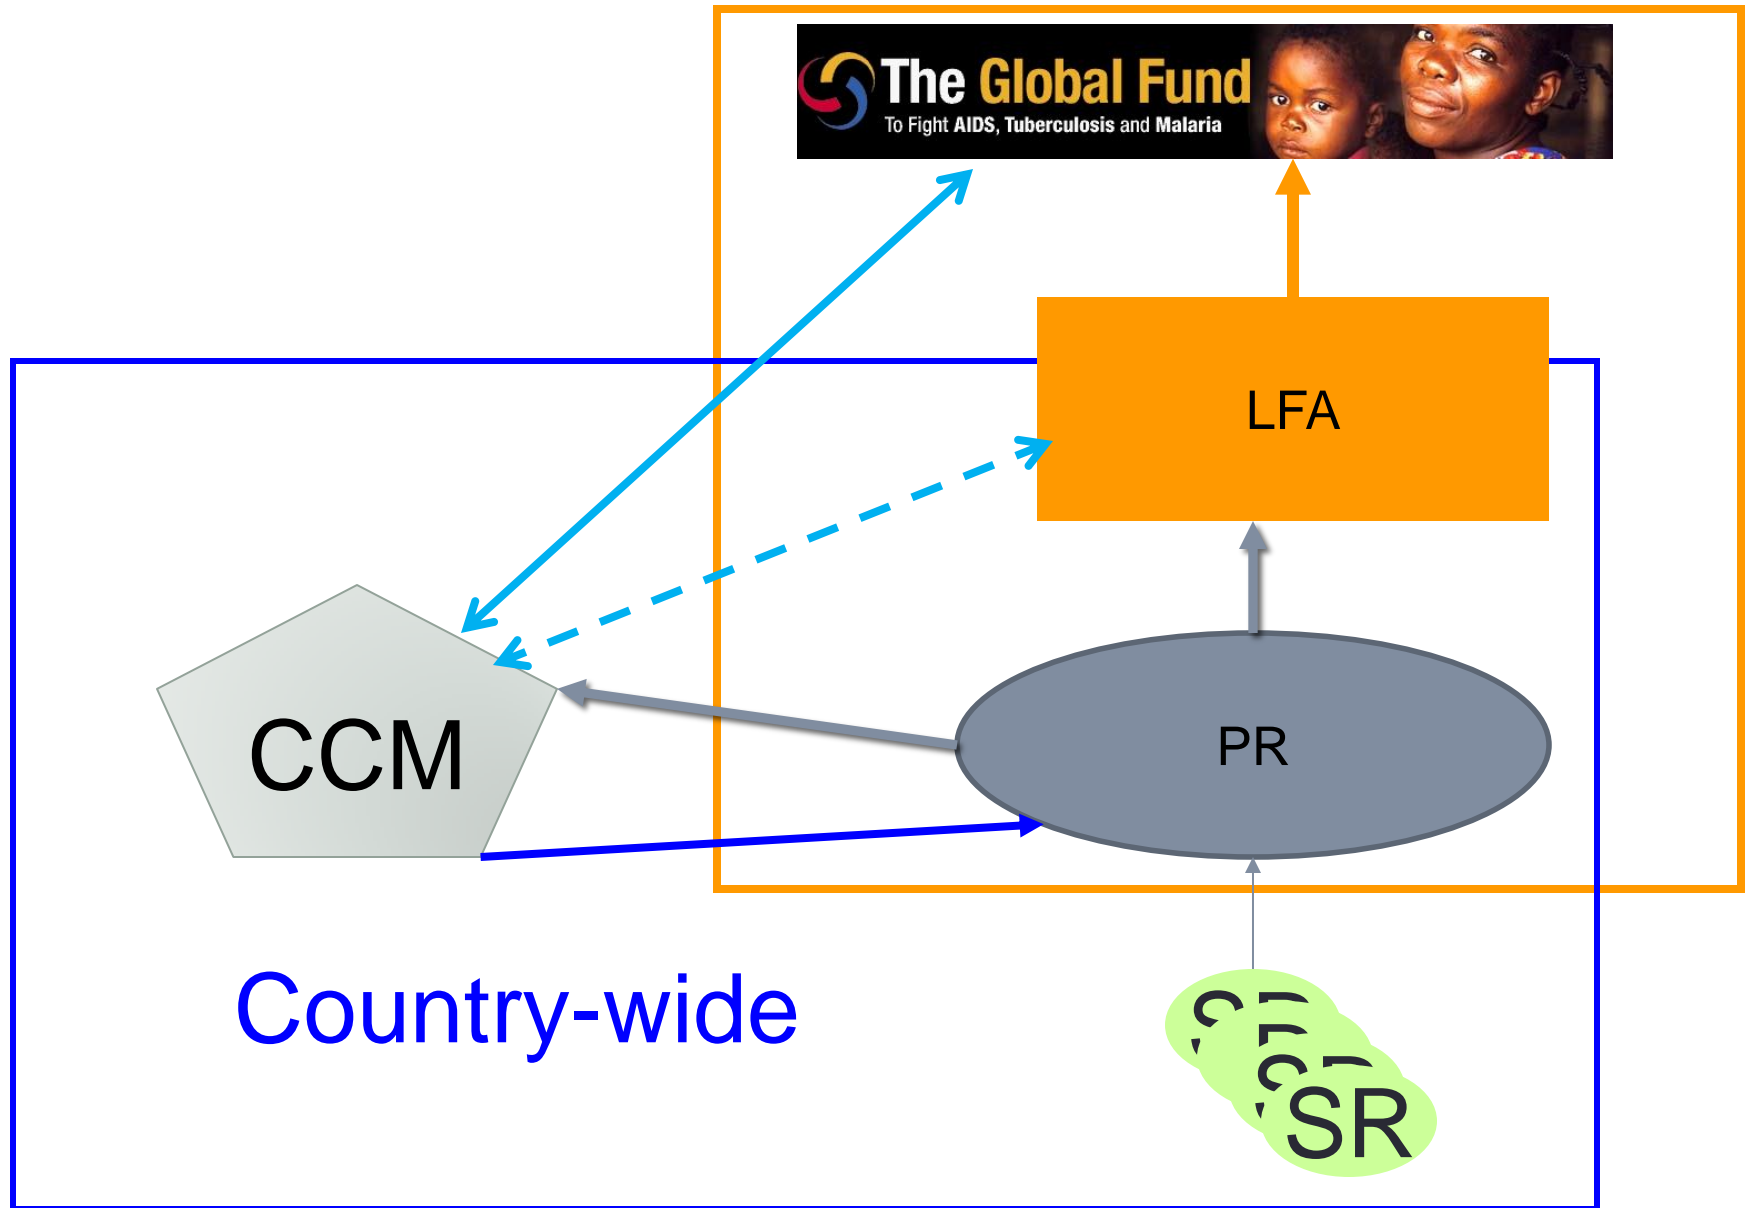 The Global Fund
To Fight AIDS, Tuberculosis and Malaria
LFA
PR
CCM
Country-wide
SR